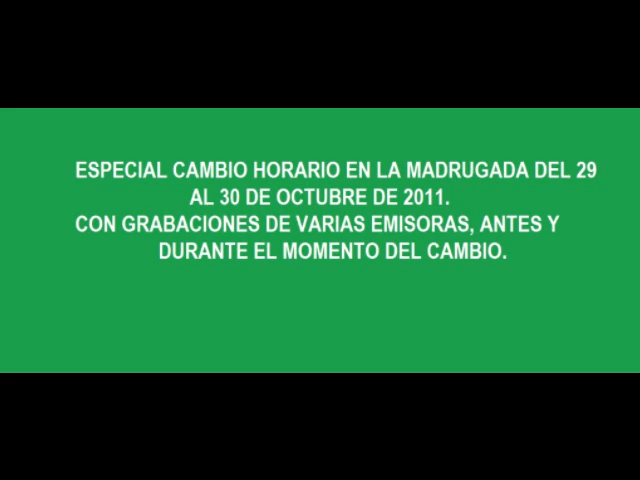 ESPECIAL CAMBIO HORARIO EN LA MADRUGADA DEL 29
AL 30 DE OCTUBRE DE 2011.
CON GRABACIONES DE VARIAS EMISORAS, ANTES Y
DURANTE EL MOMENTO DEL CAMBIO.